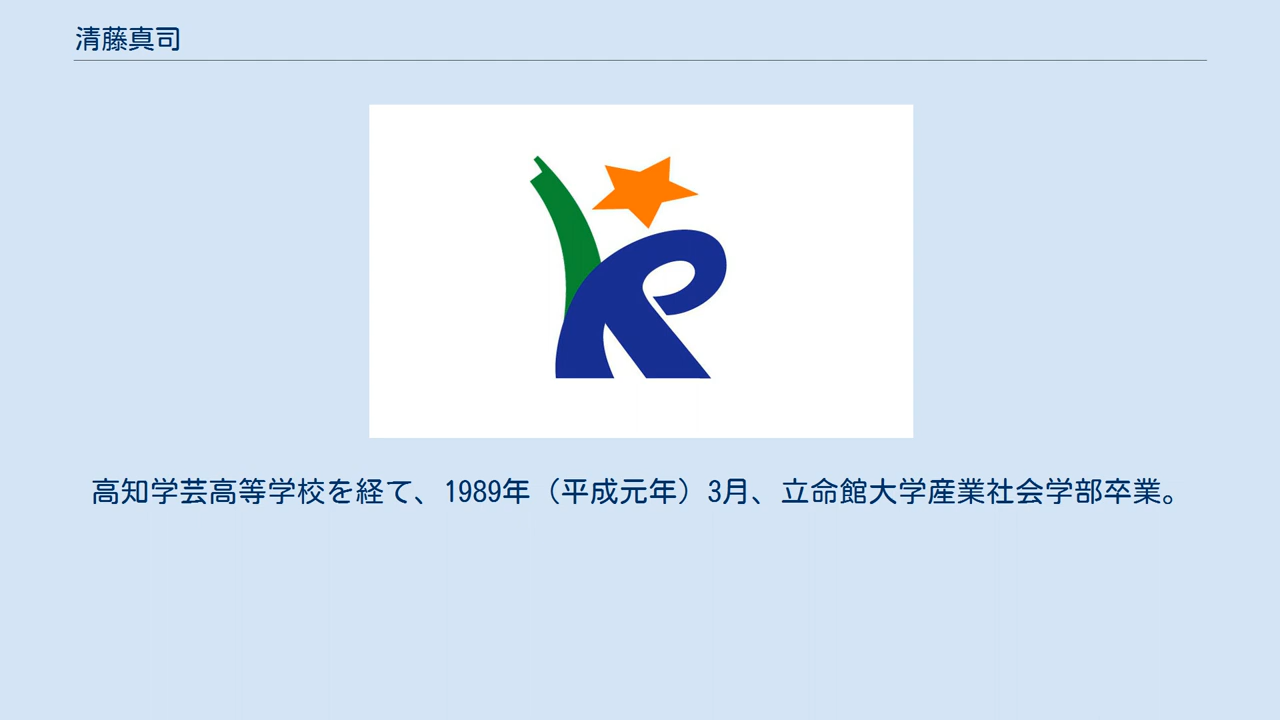 清藤真司
高知学芸高等学校を経て、1989年（平成元年）3月、立命館大学産業社会学部卒業。